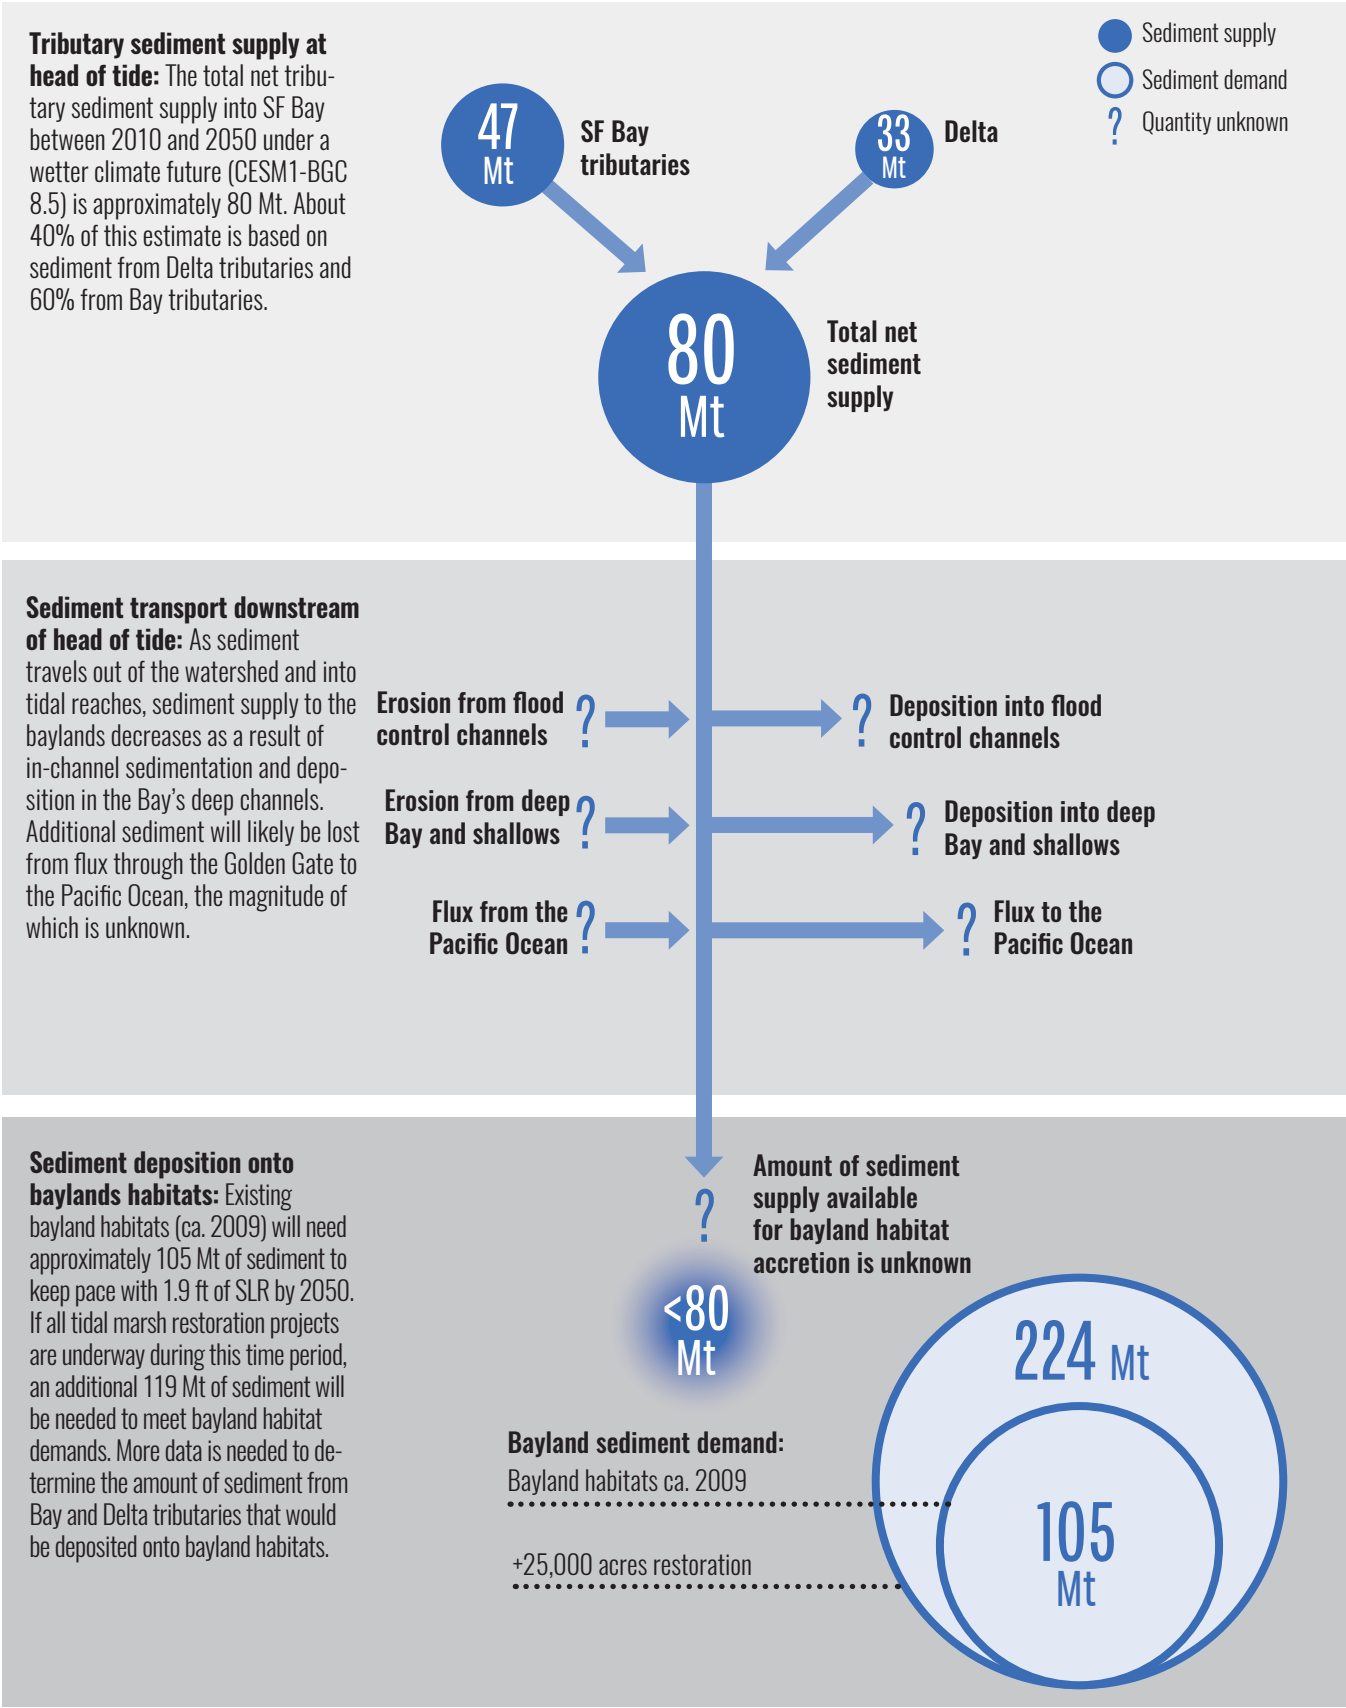 Tributary sediment supply at
head of tide: The total net tribu-
tary sediment supply into SF Bay
between 2010 and 2050 under a
wetter climate future (CESM1-BGC
8.5) is approximately 80 Mt. About
40% of this estimate is based on
sediment from Delta tributaries and
60% from Bay tributaries.
47
Mt
SF Bay
tributaries
33
Mt
Delta
Sediment supply
Sediment demand
? Quantity unknown
80
Mt
Total net
sediment
supply
Sediment transport downstream
of head of tide: As sediment
travels out of the watershed and into
tidal reaches, sediment supply to the
baylands decreases as a result of
in-channel sedimentation and depo-
sition in the Bay's deep channels.
Additional sediment will likely be lost
from flux through the Golden Gate to
the Pacific Ocean, the magnitude of
which is unknown.
Erosion from flood
control channels
?
?
Deposition into flood
control channels
Erosion from deep
Bay and shallows
?
?
Deposition into deep
Bay and shallows
Flux from the
Pacific Ocean
?
?
Flux to the
Pacific Ocean
Sediment deposition onto
baylands habitats: Existing
bayland habitats (ca. 2009) will need
approximately 105 Mt of sediment to
keep pace with 1.9 ft of SLR by 2050.
If all tidal marsh restoration projects
are underway during this time period,
an additional 119 Mt of sediment will
be needed to meet bayland habitat
demands. More data is needed to de-
termine the amount of sediment from
Bay and Delta tributaries that would
be deposited onto bayland habitats.
?
Amount of sediment
supply available
for bayland habitat
accretion is unknown
<80
Mt
Bayland sediment demand:
Bayland habitats ca. 2009
+25,000 acres restoration
224 Mt
105
Mt